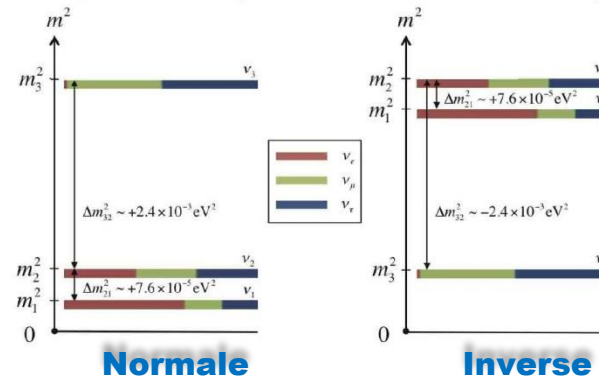 m²
m₃²
ν₃
Δm²₃₂ ~ +2.4×10⁻³eV²
m₂²
ν₂
Δm²₂₁ ~ +7.6×10⁻⁵eV²
m₁²
ν₁
0
Normale
νₑ
ν_μ
ν_τ
m²
m₂²
ν
Δm²₂₁ ~ +7.6×10⁻⁵eV²
m₁²
ν
Δm²₃₂ ~ −2.4×10⁻³eV²
m₃²
ν
0
Inverse